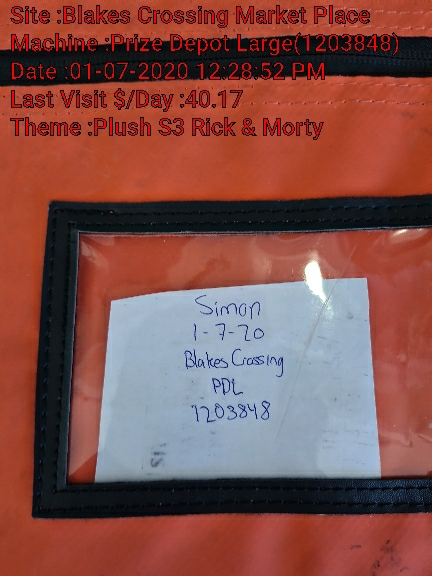 Site :Blakes Crossing Market Place
Machine :Prize Depot Large(1203848)
Date :01-07-2020 12:28:52 PM
Last Visit $/Day :40.17
Theme :Plush S3 Rick & Morty
Simon
1-7-20
Blakes Crossing
PDL
1203848